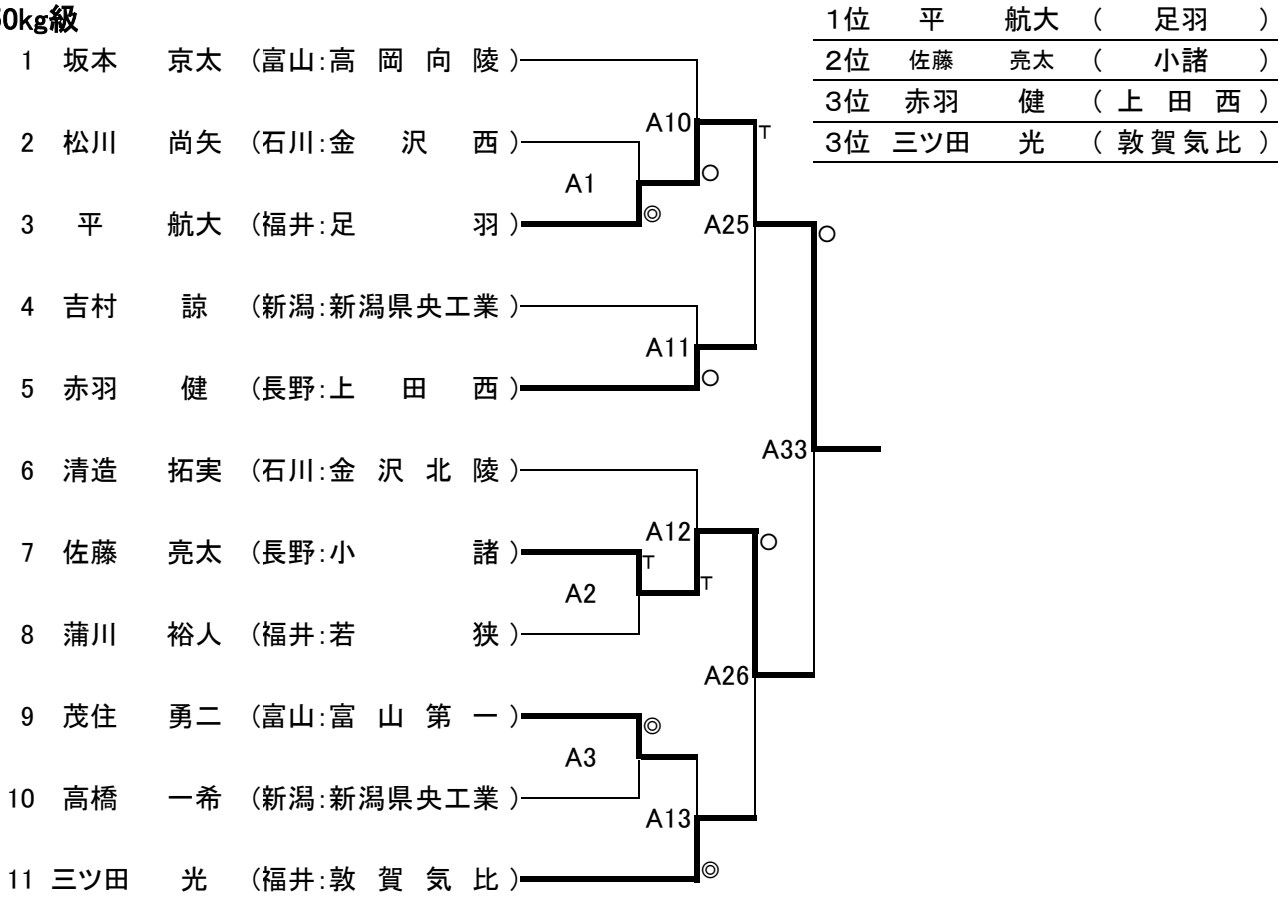 50kg級
1位 平 航大 ( 足羽 )
2位 佐藤 亮太 ( 小諸 )
3位 赤羽 健 ( 上 田 西 )
3位 三ツ田 光 ( 敦賀気比 )
1 坂本 京太 (富山:高 岡 向 陵 )
A10 T
2 松川 尚矢 (石川:金 沢 西 )
A1 ○
3 平 航大 (福井:足 羽 )
◎ A25 ○
4 吉村 諒 (新潟:新潟県央工業 )
A11
5 赤羽 健 (長野:上 田 西 )
○
A33
6 清造 拓実 (石川:金 沢 北 陵 )
A12 ○
7 佐藤 亮太 (長野:小 諸 )
T
A2 T
8 蒲川 裕人 (福井:若 狭 )
A26
9 茂住 勇二 (富山:富 山 第 一 )
◎
A3
10 高橋 一希 (新潟:新潟県央工業 )
A13
11 三ツ田 光 (福井:敦 賀 気 比 )
◎